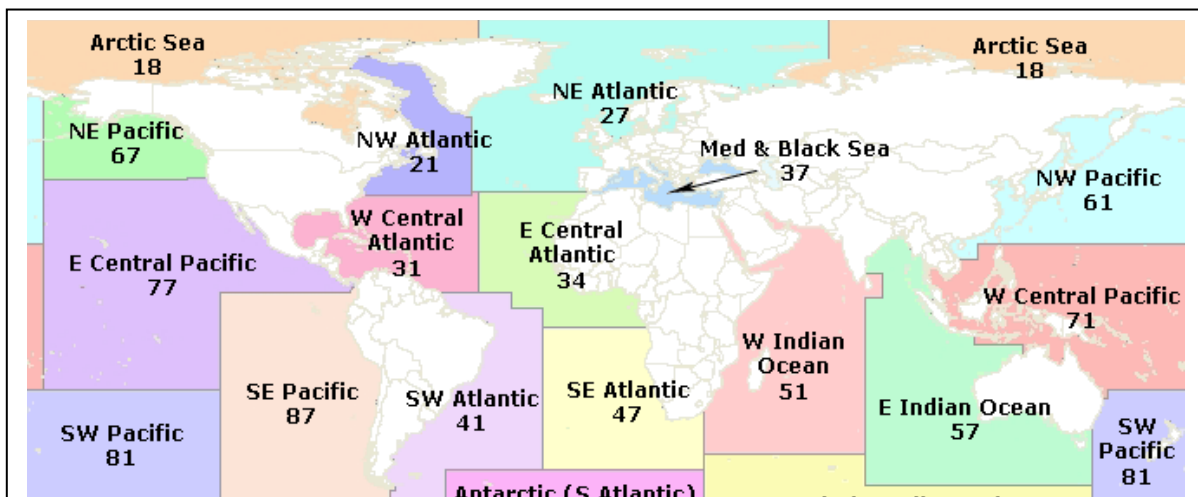 Arctic Sea
18
Arctic Sea
18
NE Atlantic
27
NE Pacific
67
NW Atlantic
21
Med & Black Sea
37
NW Pacific
61
W Central
Atlantic
31
E Central
Atlantic
34
E Central Pacific
77
W Central Pacific
71
W Indian
Ocean
51
SE Pacific
87
SW Atlantic
41
SE Atlantic
47
E Indian Ocean
57
SW Pacific
81
SW
Pacific
81
Antarctic (S Atlantic)